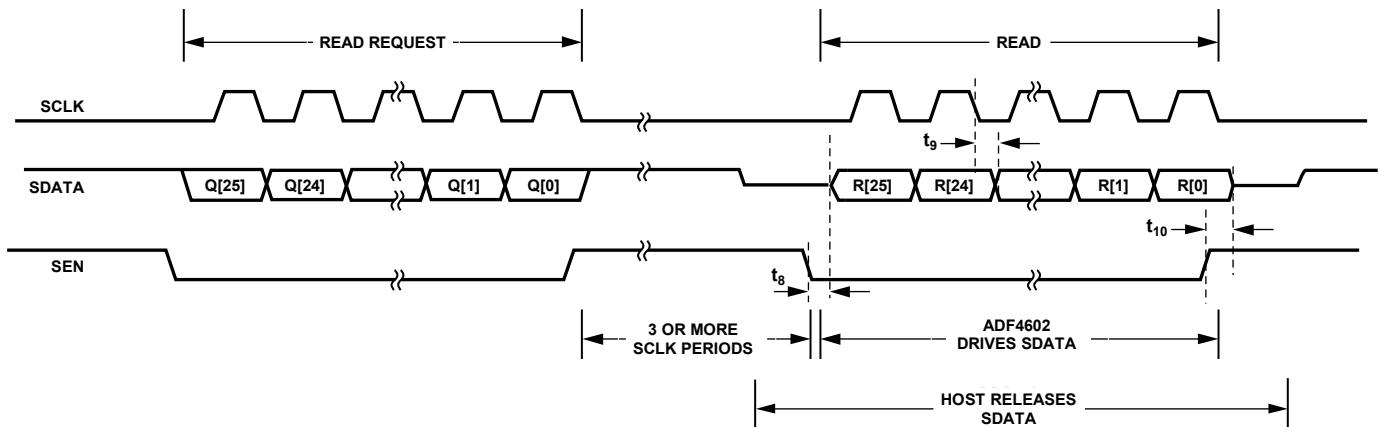 READ REQUEST
READ
SCLK
t9
SDATA
Q[25]
Q[24]
Q[1]
Q[0]
R[25]
R[24]
R[1]
R[0]
t10
SEN
t8
3 OR MORE
SCLK PERIODS
ADF4602
DRIVES SDATA
HOST RELEASES
SDATA